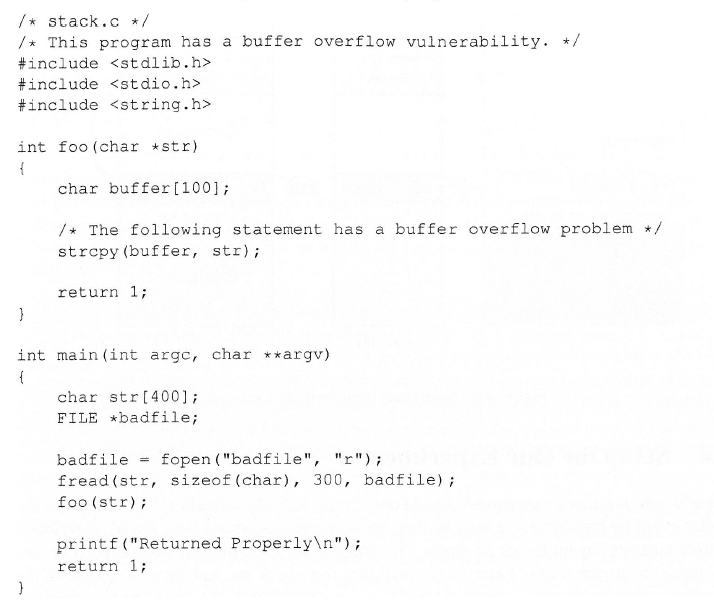 /* stack.c */
/* This program has a buffer overflow vulnerability. */
#include <stdlib.h>
#include <stdio.h>
#include <string.h>
int foo(char *str)
{
char buffer[100];
/* The following statement has a buffer overflow problem */
strcpy(buffer, str);
return 1;
}
int main(int argc, char **argv)
{
char str[400];
FILE *badfile;
badfile = fopen("badfile", "r");
fread(str, sizeof(char), 300, badfile);
foo(str);
printf("Returned Properly\n");
return 1;
}